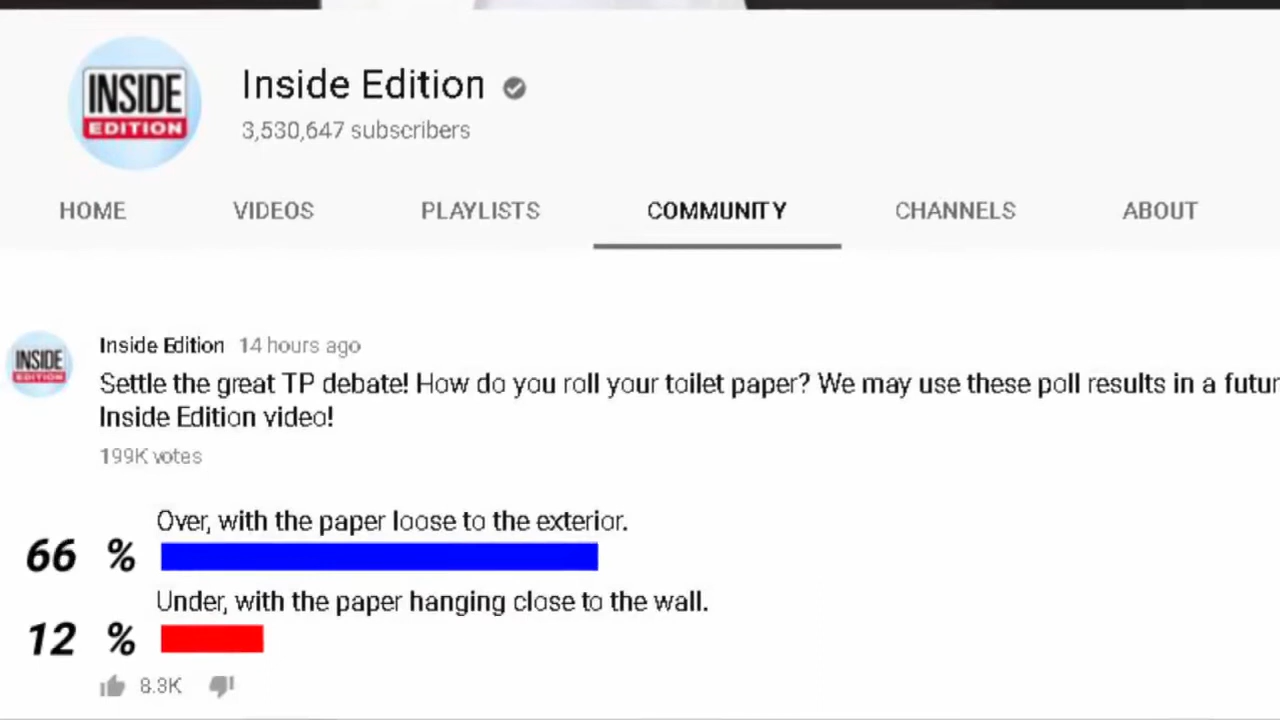 INSIDE
EDITION
Inside Edition
3,530,647 subscribers
HOME VIDEOS PLAYLISTS COMMUNITY CHANNELS ABOUT
INSIDE
EDITION
Inside Edition 14 hours ago
Settle the great TP debate! How do you roll your toilet paper? We may use these poll results in a futur
Inside Edition video!
199K votes
Over, with the paper loose to the exterior.
66 %
Under, with the paper hanging close to the wall.
12 %
8.3K